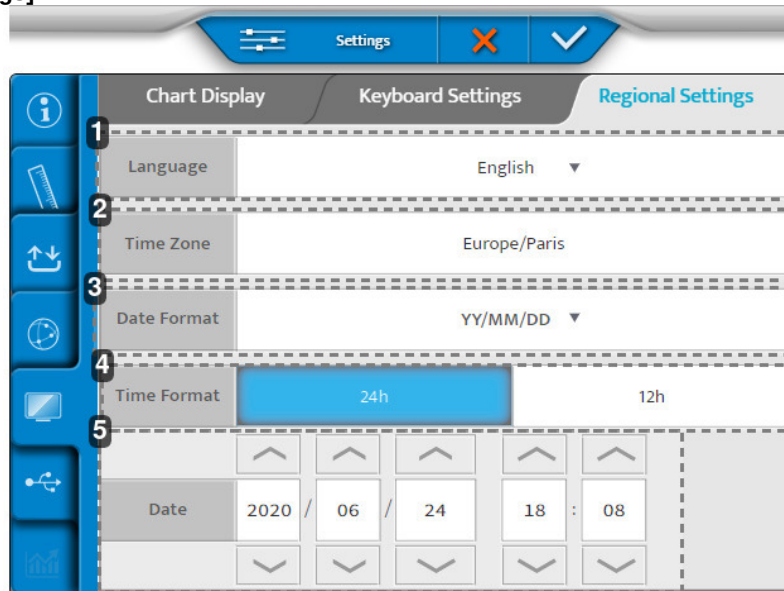 ge]
Settings
Chart Display Keyboard Settings Regional Settings
1
Language English ▼
2
Time Zone Europe/Paris
3
Date Format YY/MM/DD ▼
4
Time Format 24h 12h
5
Date 2020 / 06 / 24 18 : 08